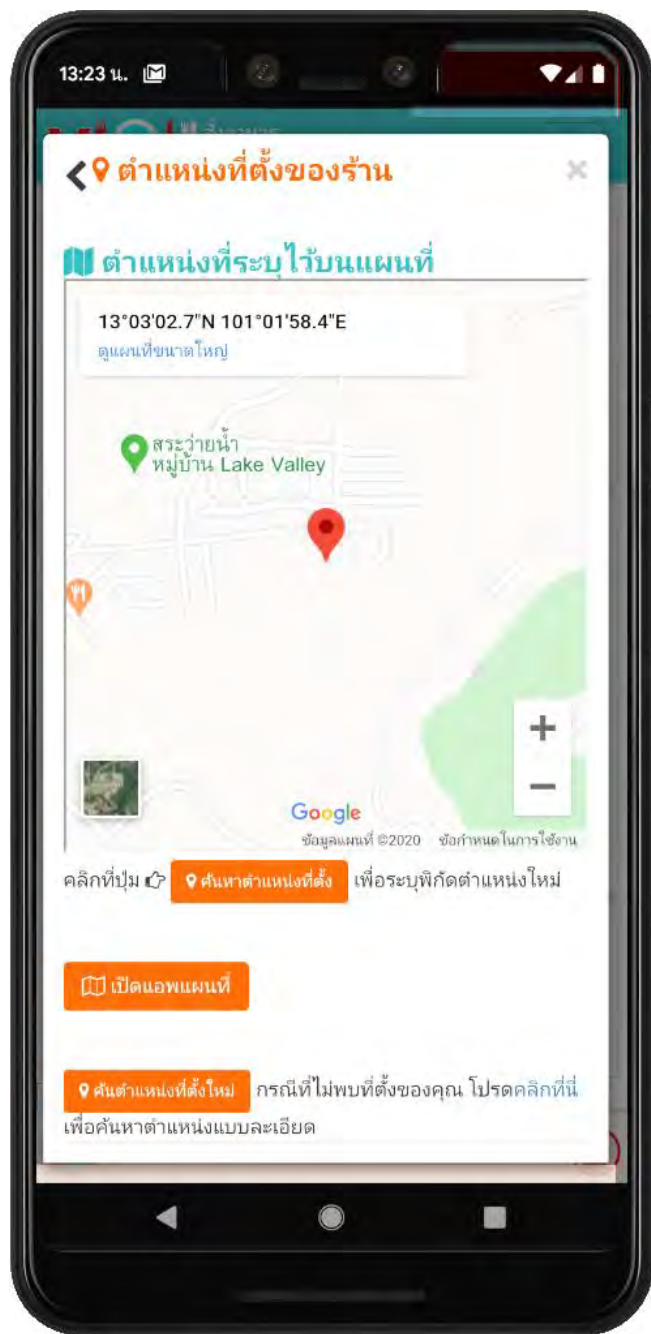 13:23 น.
ตำแหน่งที่ตั้งของร้าน
ตำแหน่งที่ระบุไว้บนแผนที่
13°03'02.7"N 101°01'58.4"E
ดูแผนที่ขนาดใหญ่
สระว่ายน้ำ
หมู่บ้าน Lake Valley
Google
ข้อมูลแผนที่ ©2020 ข้อกำหนดในการใช้งาน
คลิกที่ปุ่ม ค้นหาตำแหน่งที่ตั้ง เพื่อระบุพิกัดตำแหน่งใหม่
เปิดแอพแผนที่
ค้นตำแหน่งที่ตั้งใหม่ กรณีที่ไม่พบที่ตั้งของคุณ โปรดคลิกที่นี่
เพื่อค้นหาตำแหน่งแบบละเอียด